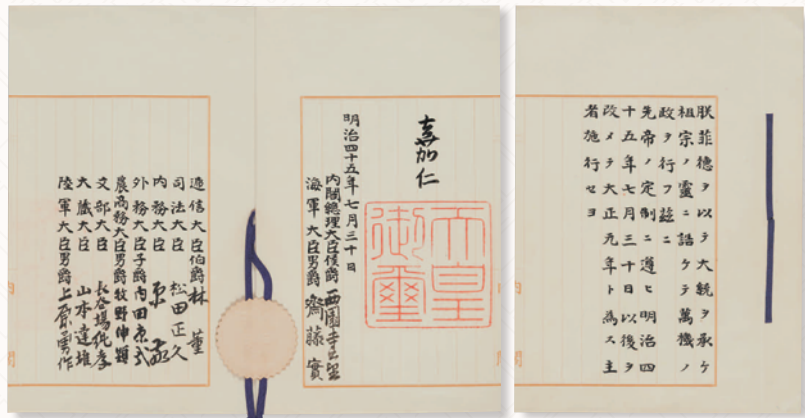 朕菲德ヲ以テ大統ヲ承ケ
祖宗ノ靈ニ誥ケテ萬機ノ
政ヲ行フ茲ニ
先帝ノ定制ニ遵ヒ明治四
十五年七月三十日以後ヲ
改メテ大正元年ト為ス主
者施行セヨ
嘉仁
天皇御璽
明治四十五年七月三十日
内閣總理大臣侯爵西園寺公望
海軍大臣男爵齋藤實
遞信大臣伯爵林董
司法大臣松田正久
内務大臣原敬
外務大臣子爵内田康哉
農商務大臣男爵牧野伸顯
文部大臣長谷場純孝
大藏大臣山本達雄
陸軍大臣男爵上原勇作